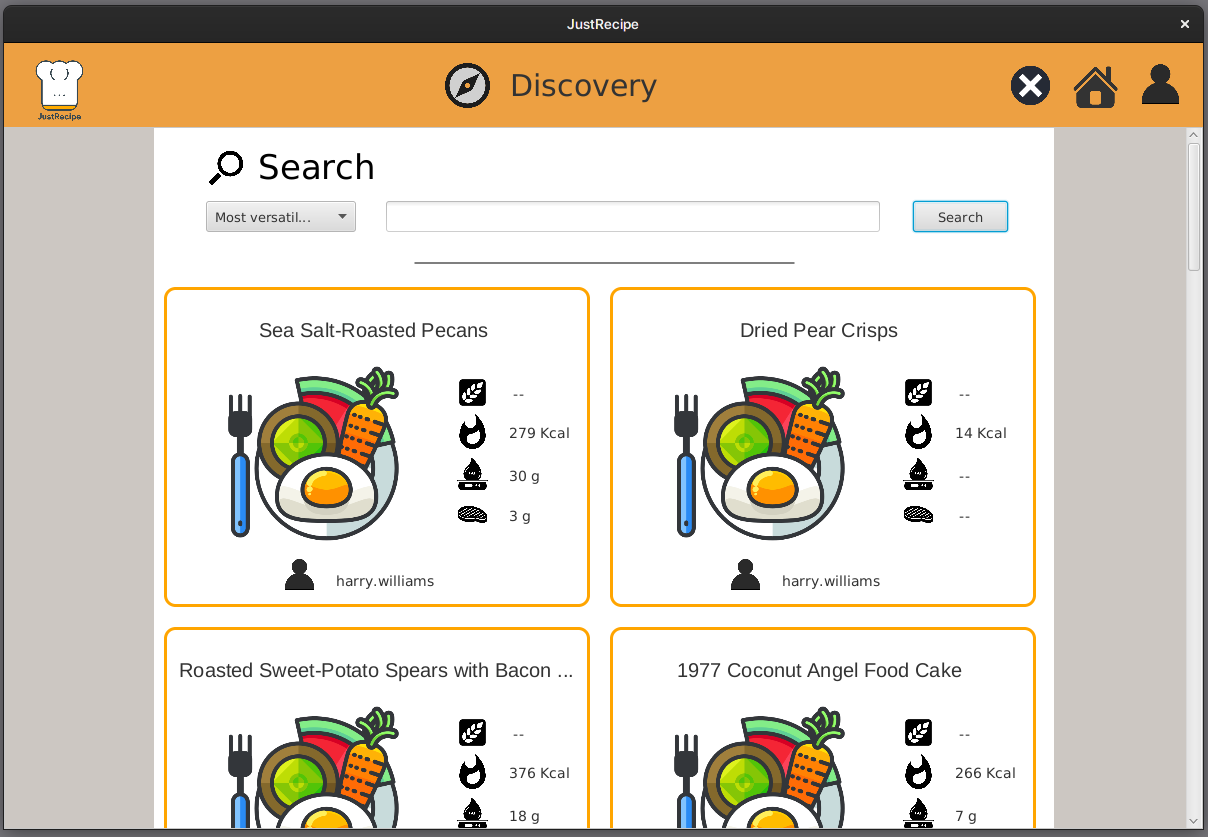 JustRecipe
JustRecipe
Discovery
Search
Most versatil...
Search
Sea Salt-Roasted Pecans
--
279 Kcal
30 g
3 g
harry.williams
Dried Pear Crisps
--
14 Kcal
--
--
harry.williams
Roasted Sweet-Potato Spears with Bacon ...
--
376 Kcal
18 g
1977 Coconut Angel Food Cake
--
266 Kcal
7 g